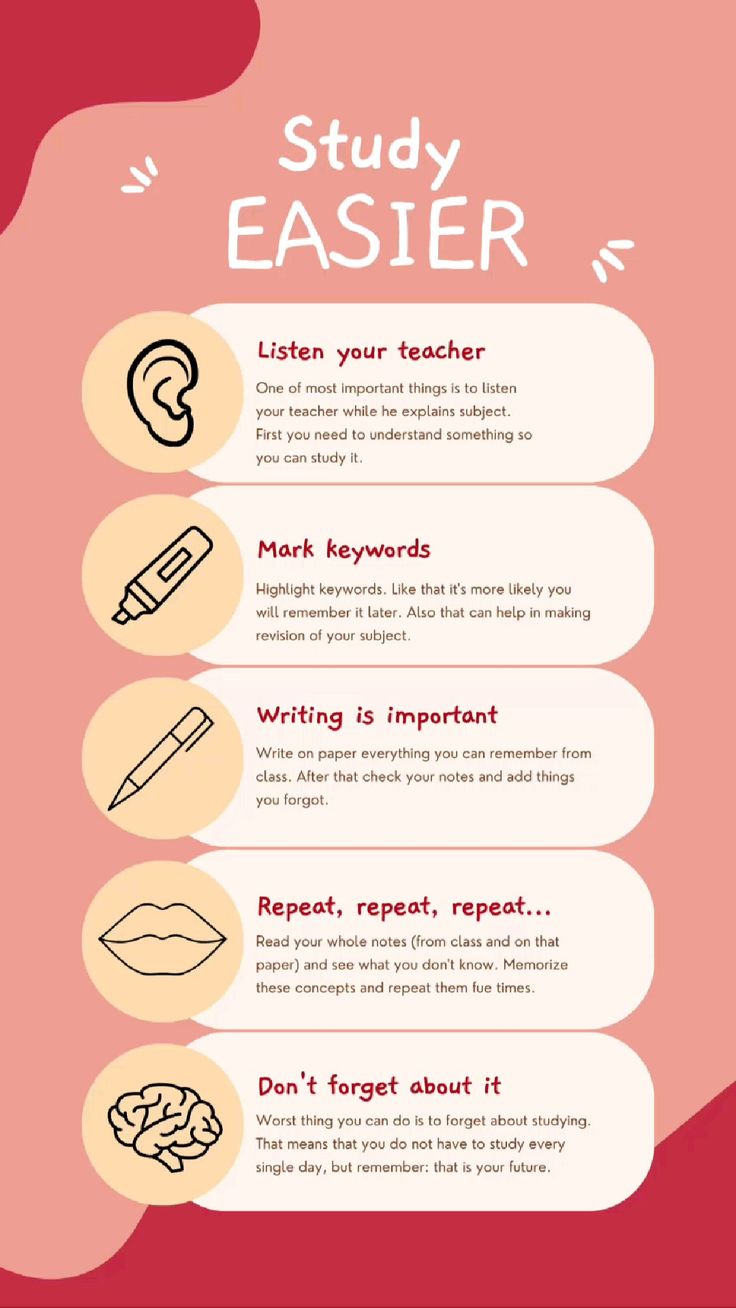 Study
EASIER
Listen your teacher
One of most important things is to listen
your teacher while he explains subject.
First you need to understand something so
you can study it.
Mark keywords
Highlight keywords. Like that it's more likely you
will remember it later. Also that can help in making
revision of your subject.
Writing is important
Write on paper everything you can remember from
class. After that check your notes and add things
you forgot.
Repeat, repeat, repeat...
Read your whole notes (from class and on that
paper) and see what you don't know. Memorize
these concepts and repeat them fue times.
Don't forget about it
Worst thing you can do is to forget about studying.
That means that you do not have to study every
single day, but remember: that is your future.